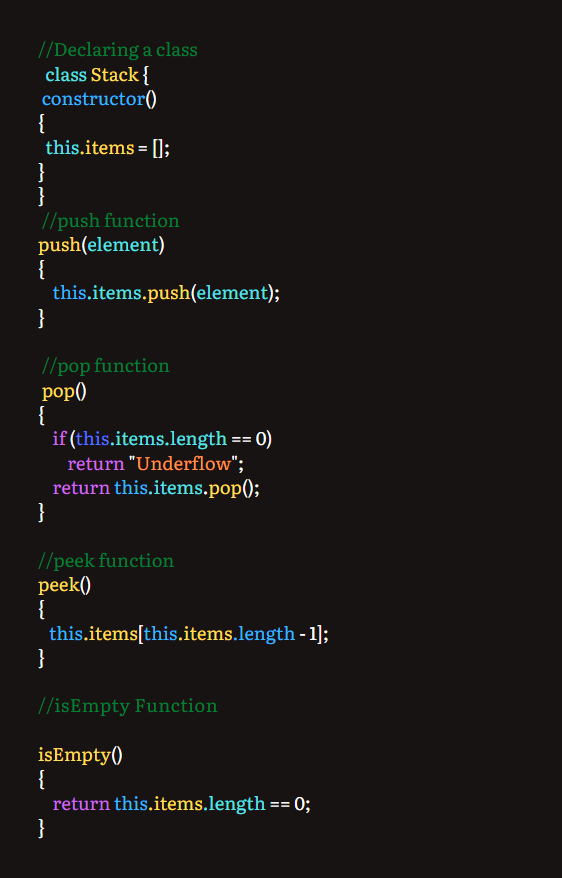 //Declaring a class
class Stack {
constructor()
{
this.items = [];
}
}
//push function
push(element)
{
this.items.push(element);
}
//pop function
pop()
{
if (this.items.length == 0)
return "Underflow";
return this.items.pop();
}
//peek function
peek()
{
this.items[this.items.length - 1];
}
//isEmpty Function
isEmpty()
{
return this.items.length == 0;
}